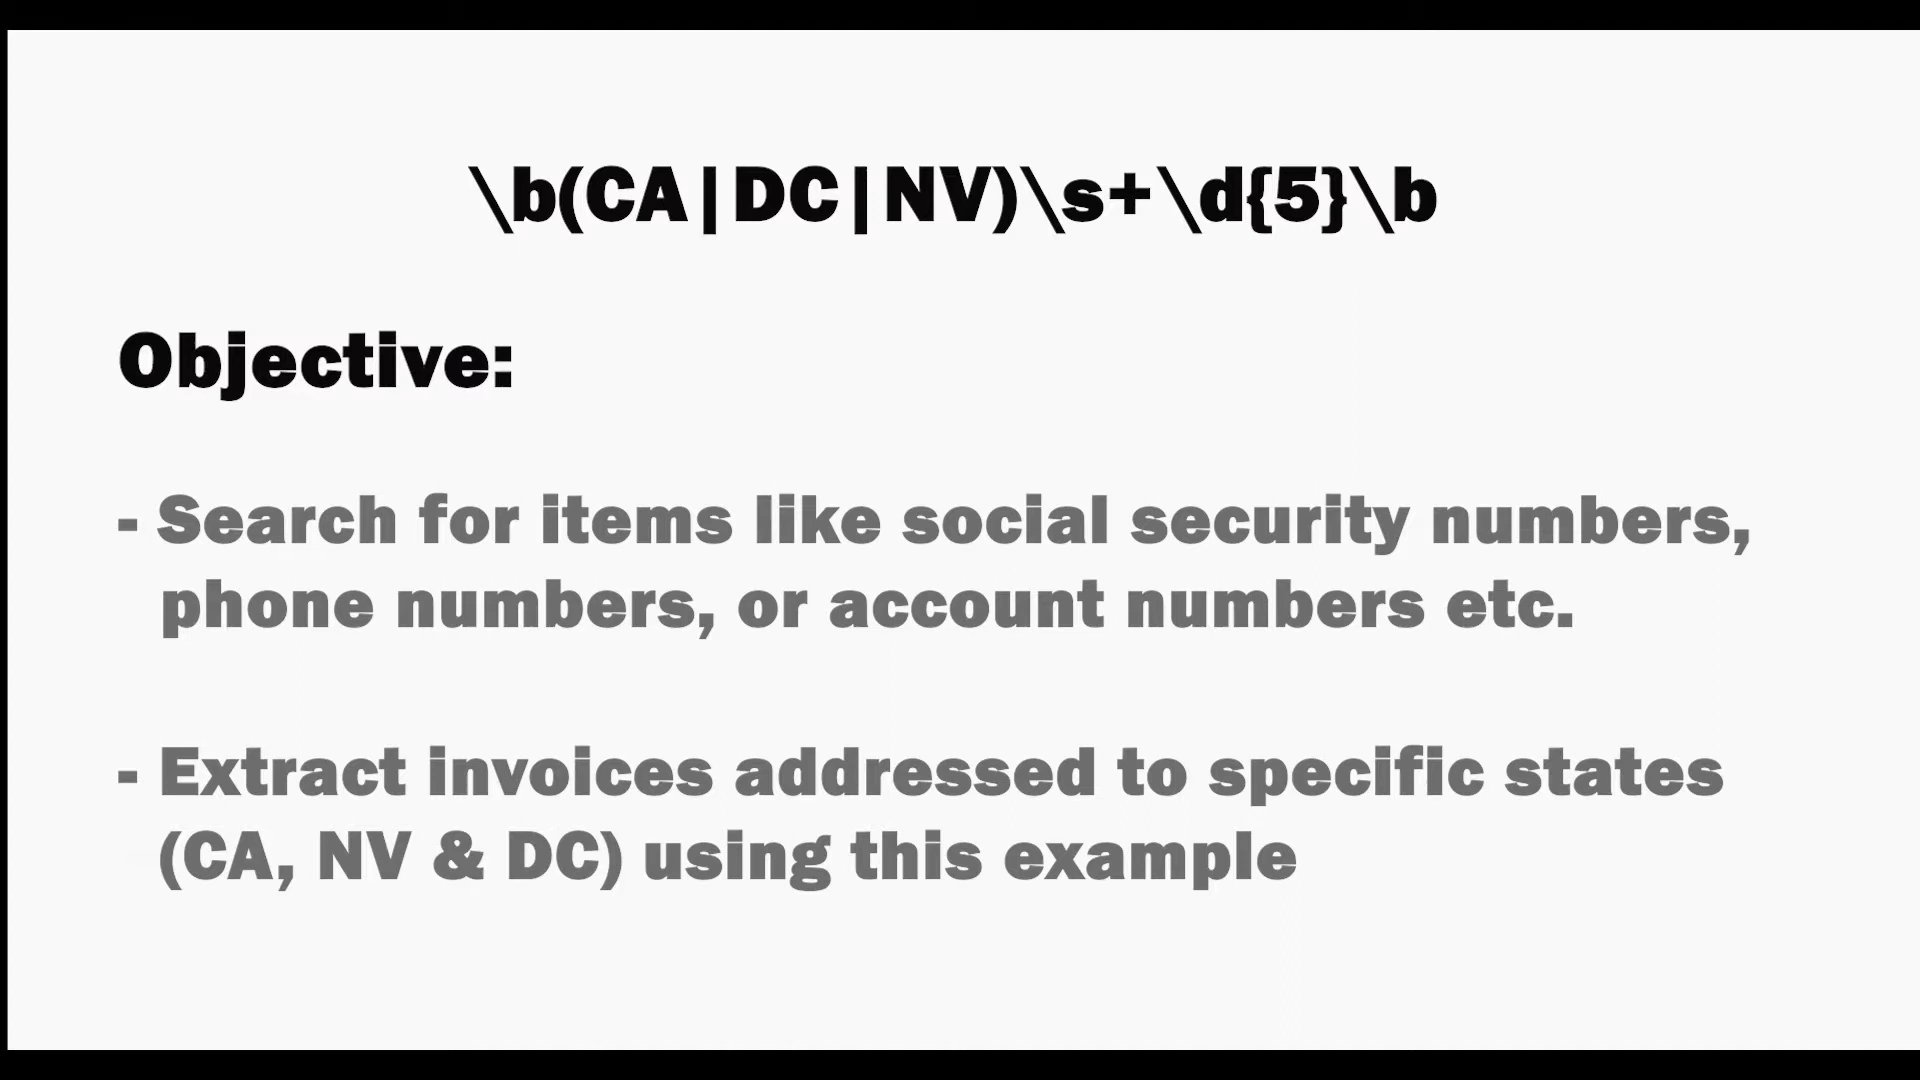 \b(CA|DC|NV)\s+\d{5}\b
Objective:
- Search for items like social security numbers,
phone numbers, or account numbers etc.
- Extract invoices addressed to specific states
(CA, NV & DC) using this example